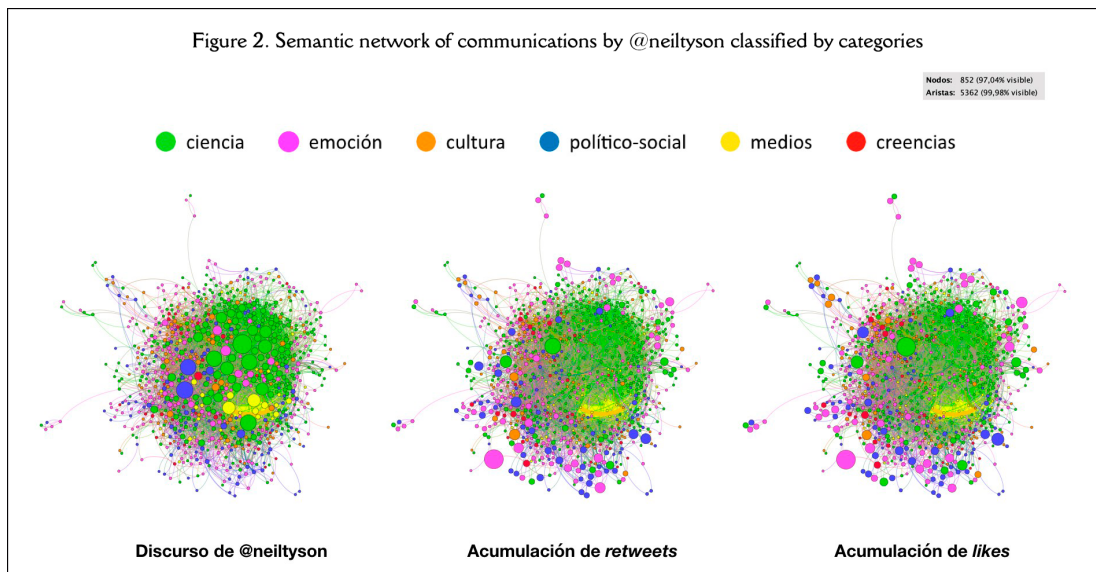 Figure 2. Semantic network of communications by @neiltyson classified by categories
Nodos: 852 (97,04% visible)
Aristas: 5362 (99,98% visible)
ciencia emoción cultura político-social medios creencias
Discurso de @neiltyson Acumulación de retweets Acumulación de likes